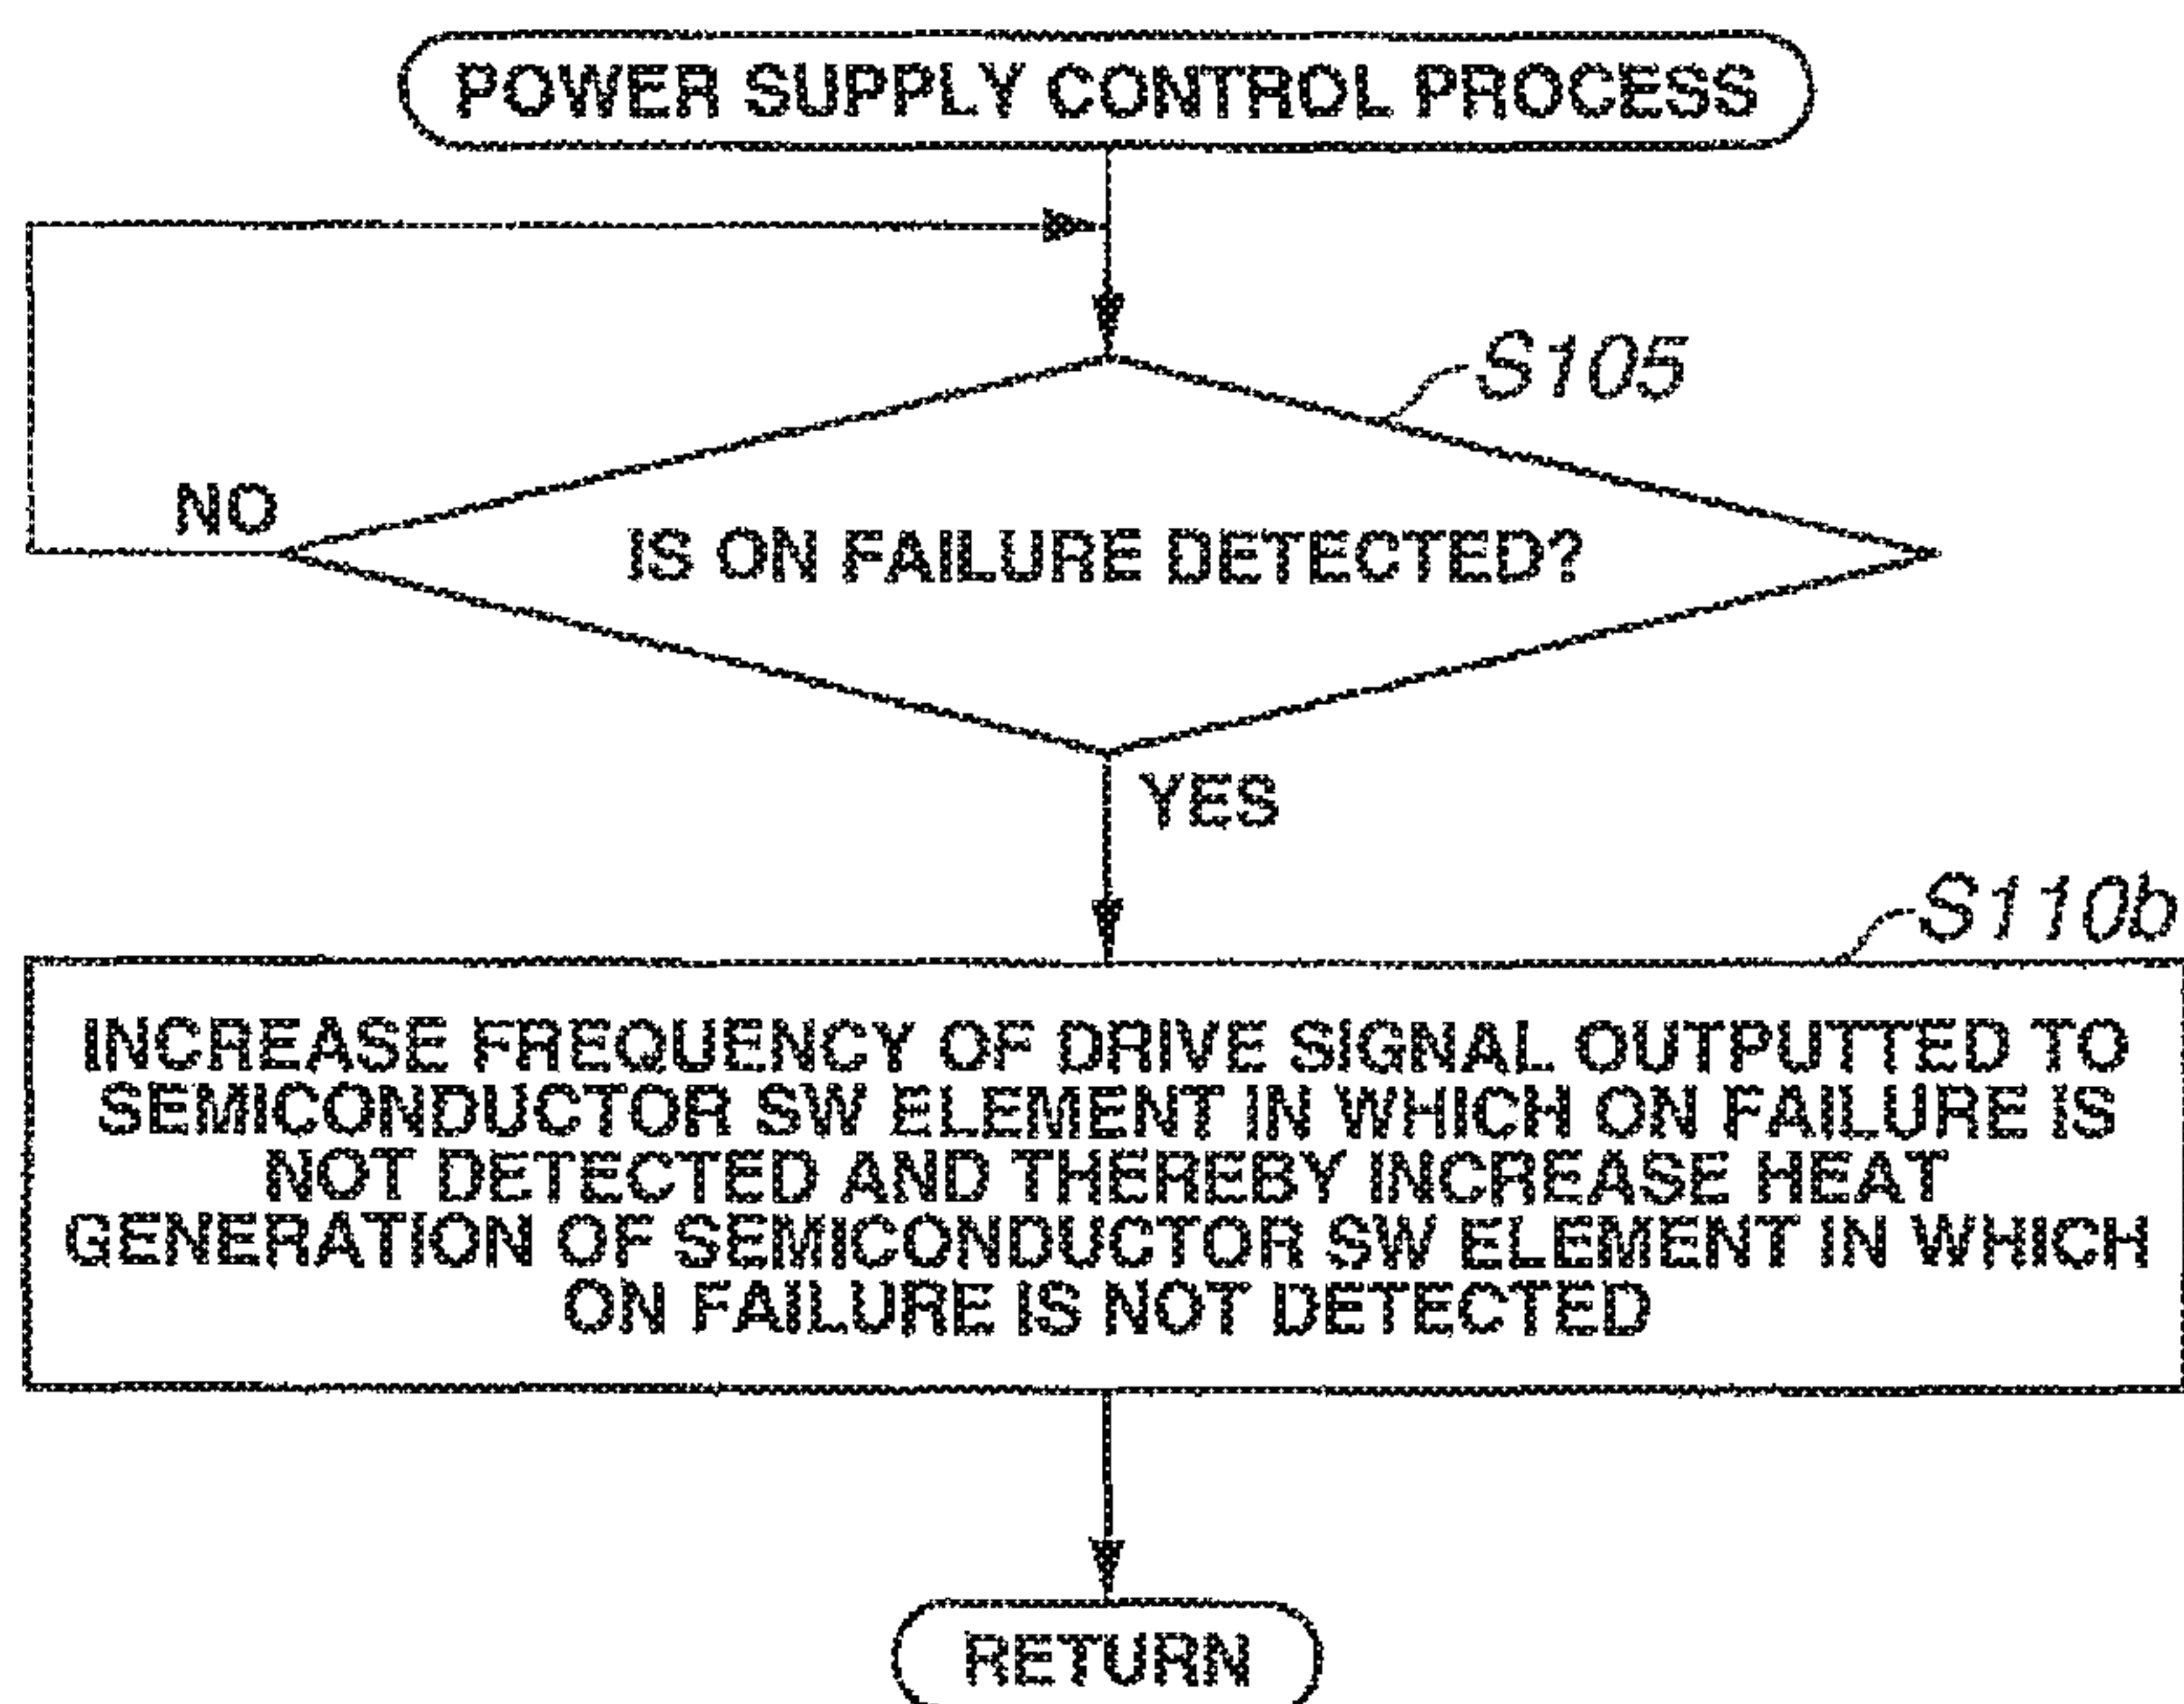 POWER SUPPLY CONTROL PROCESS
S105
NO
IS ON FAILURE DETECTED?
YES
S110b
INCREASE FREQUENCY OF DRIVE SIGNAL OUTPUTTED TO
SEMICONDUCTOR SW ELEMENT IN WHICH ON FAILURE IS
NOT DETECTED AND THEREBY INCREASE HEAT
GENERATION OF SEMICONDUCTOR SW ELEMENT IN WHICH
ON FAILURE IS NOT DETECTED
RETURN